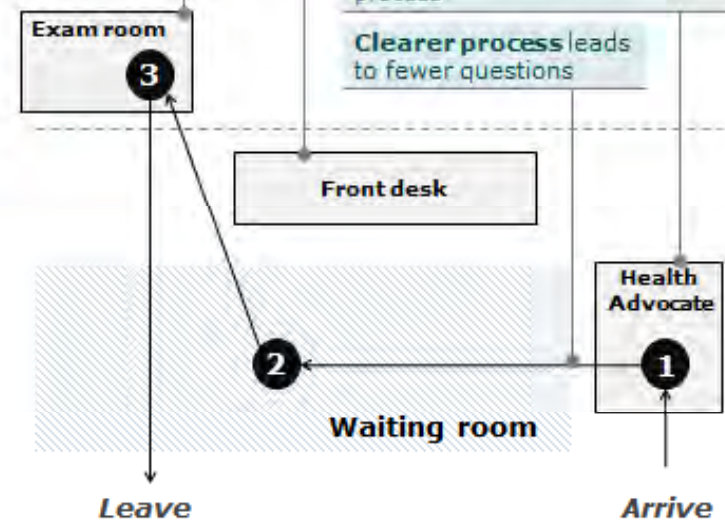 process
Exam room
Clearer process leads
to fewer questions
3
Front desk
Health
Advocate
2
1
Waiting room
Leave
Arrive